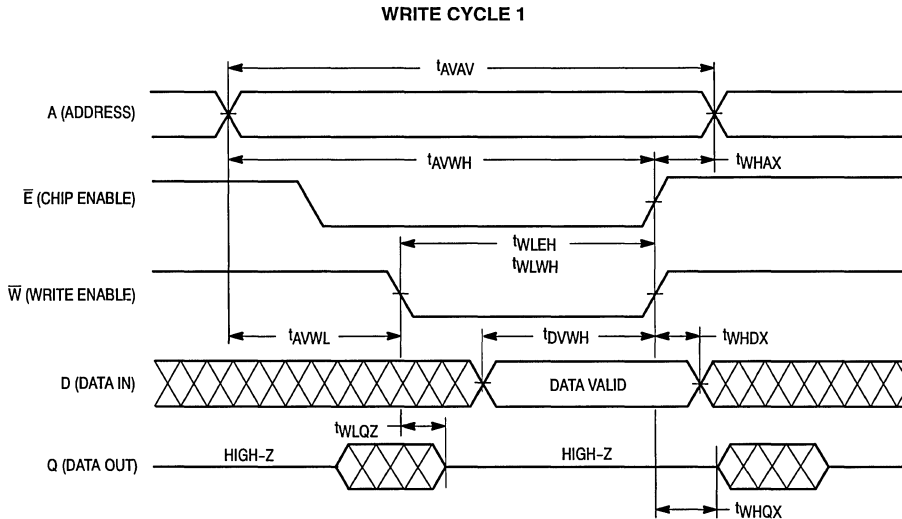 WRITE CYCLE 1
tAVAV
A (ADDRESS)
tAVWH
tWHAX
E̅ (CHIP ENABLE)
tWLEH
tWLWH
W̅ (WRITE ENABLE)
tAVWL
tDVWH
tWHDX
D (DATA IN)
DATA VALID
tWLQZ
Q (DATA OUT)
HIGH–Z
HIGH–Z
tWHQX